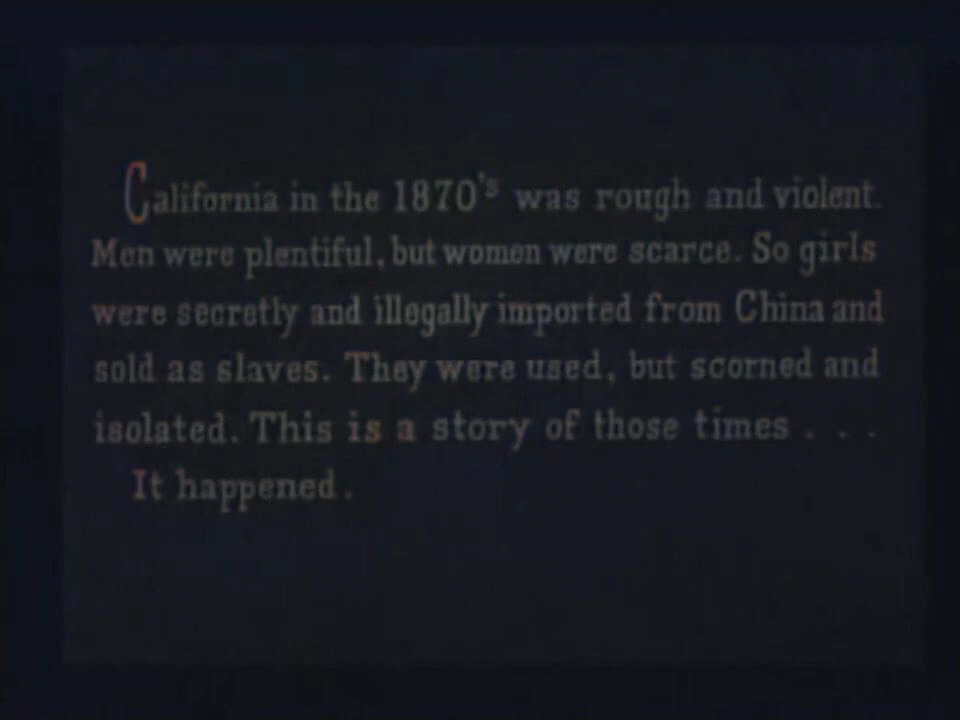 California in the 1870's was rough and violent.
Men were plentiful, but women were scarce. So girls
were secretly and illegally imported from China and
sold as slaves. They were used, but scorned and
isolated. This is a story of those times . . .
It happened.